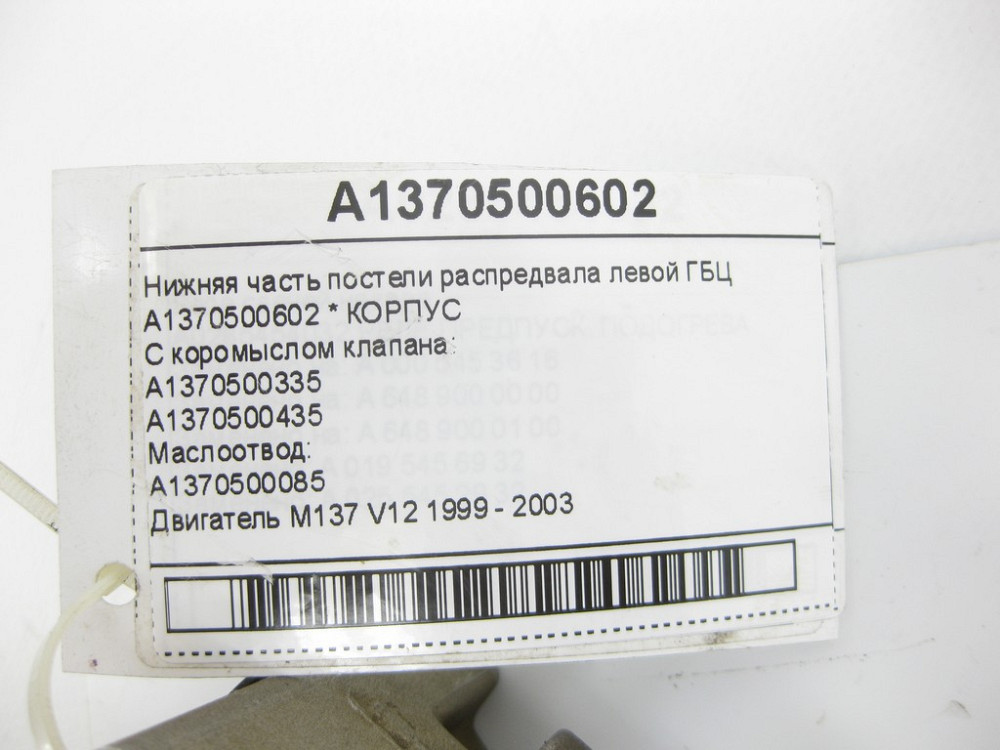 A1370500602
Нижняя часть постели распредвала левой ГБЦ
A1370500602 * КОРПУС
С коромыслом клапана:
A1370500335
A1370500435
Маслоотвод:
A1370500085
Двигатель М137 V12 1999 - 2003